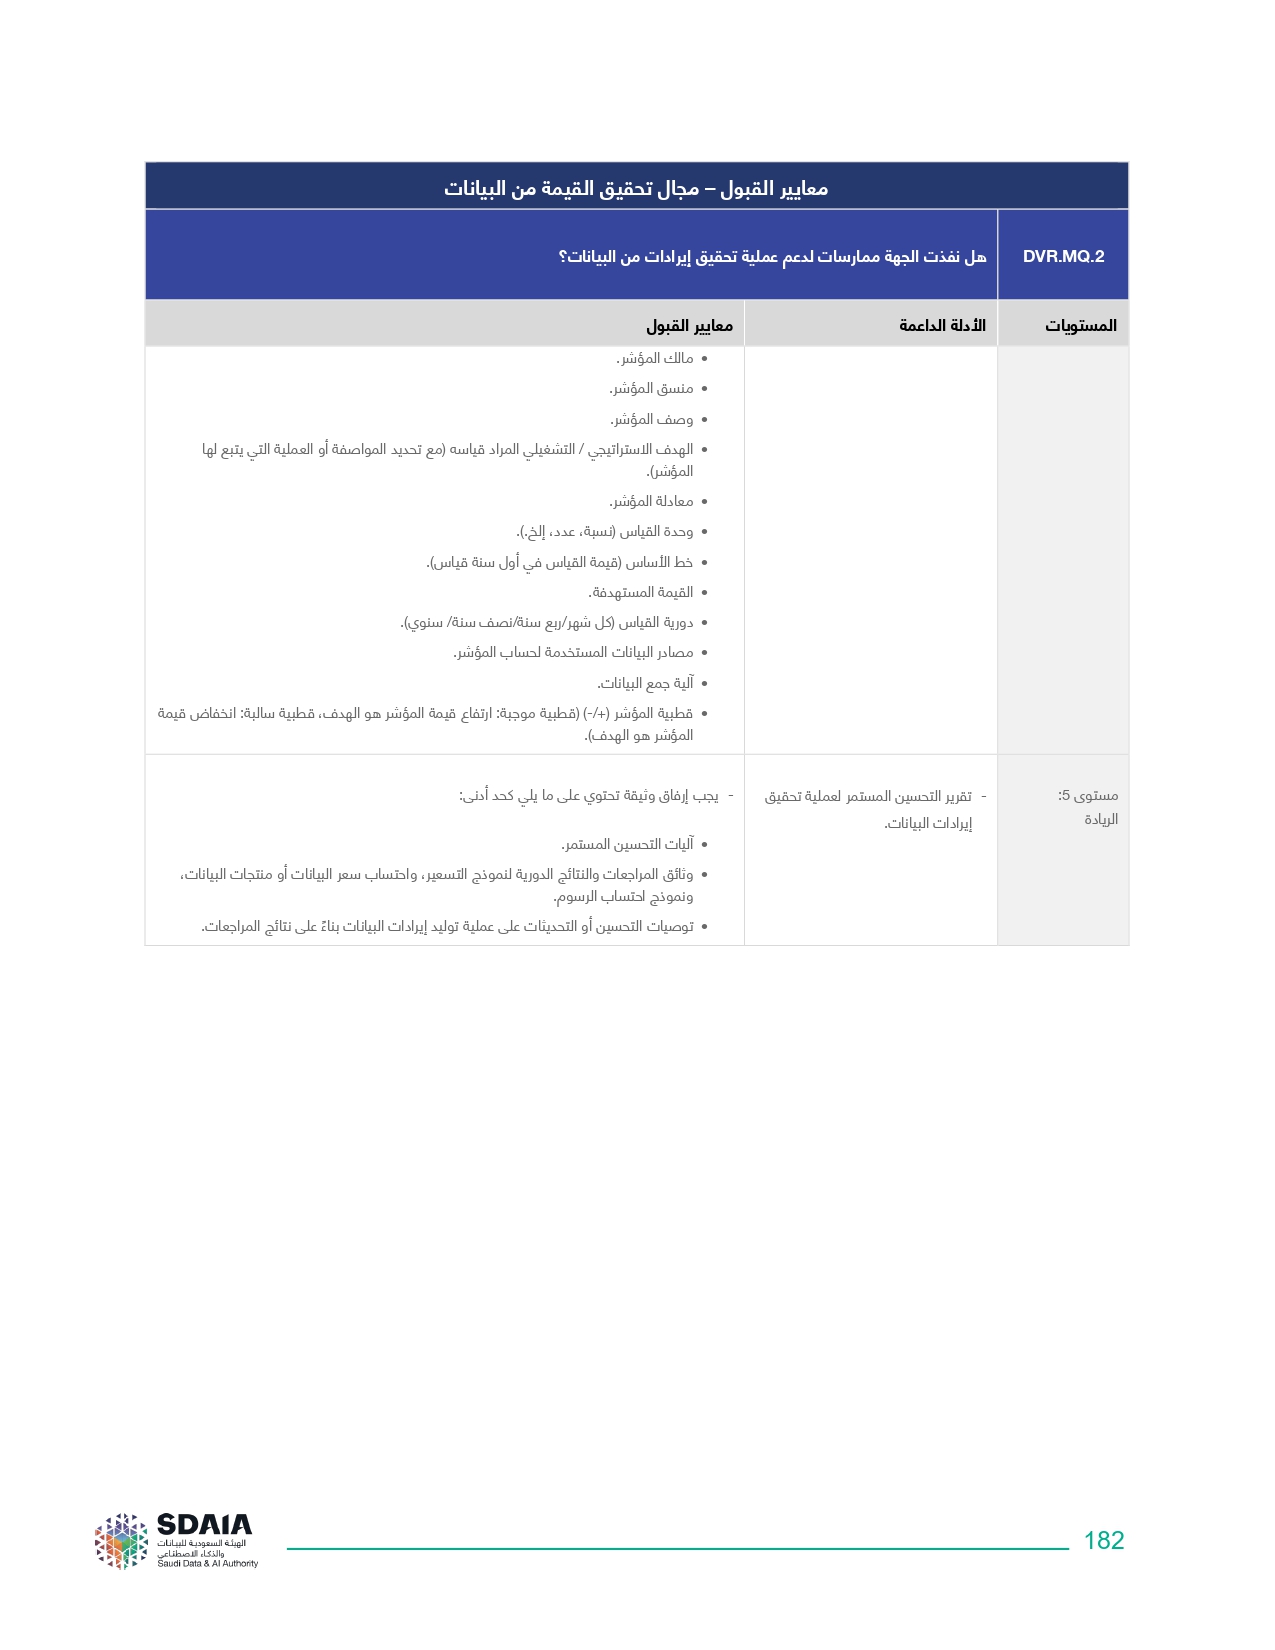 معايير القبول – مجال تحقيق القيمة من البيانات
DVR.MQ.2
هل نفذت الجهة ممارسات لدعم عملية تحقيق إيرادات من البيانات؟
المستويات
الأدلة الداعمة
معايير القبول
• مالك المؤشر.
• منسق المؤشر.
• وصف المؤشر.
• الهدف الاستراتيجي / التشغيلي المراد قياسه (مع تحديد المواصفة أو العملية التي يتبع لها
المؤشر).
• معادلة المؤشر.
• وحدة القياس (نسبة، عدد، إلخ.).
• خط الأساس (قيمة القياس في أول سنة قياس).
• القيمة المستهدفة.
• دورية القياس (كل شهر/ربع سنة/نصف سنة/ سنوي).
• مصادر البيانات المستخدمة لحساب المؤشر.
• آلية جمع البيانات.
• قطبية المؤشر (+/-) (قطبية موجبة: ارتفاع قيمة المؤشر هو الهدف، قطبية سالبة: انخفاض قيمة
المؤشر هو الهدف).
مستوى 5:
الريادة
- تقرير التحسين المستمر لعملية تحقيق
إيرادات البيانات.
- يجب إرفاق وثيقة تحتوي على ما يلي كحد أدنى:
• آليات التحسين المستمر.
• وثائق المراجعات والنتائج الدورية لنموذج التسعير، واحتساب سعر البيانات أو منتجات البيانات،
ونموذج احتساب الرسوم.
• توصيات التحسين أو التحديثات على عملية توليد إيرادات البيانات بناءً على نتائج المراجعات.
SDAIA
الهيئة السعودية للبيانات
والذكاء الاصطناعي
Saudi Data & AI Authority
182